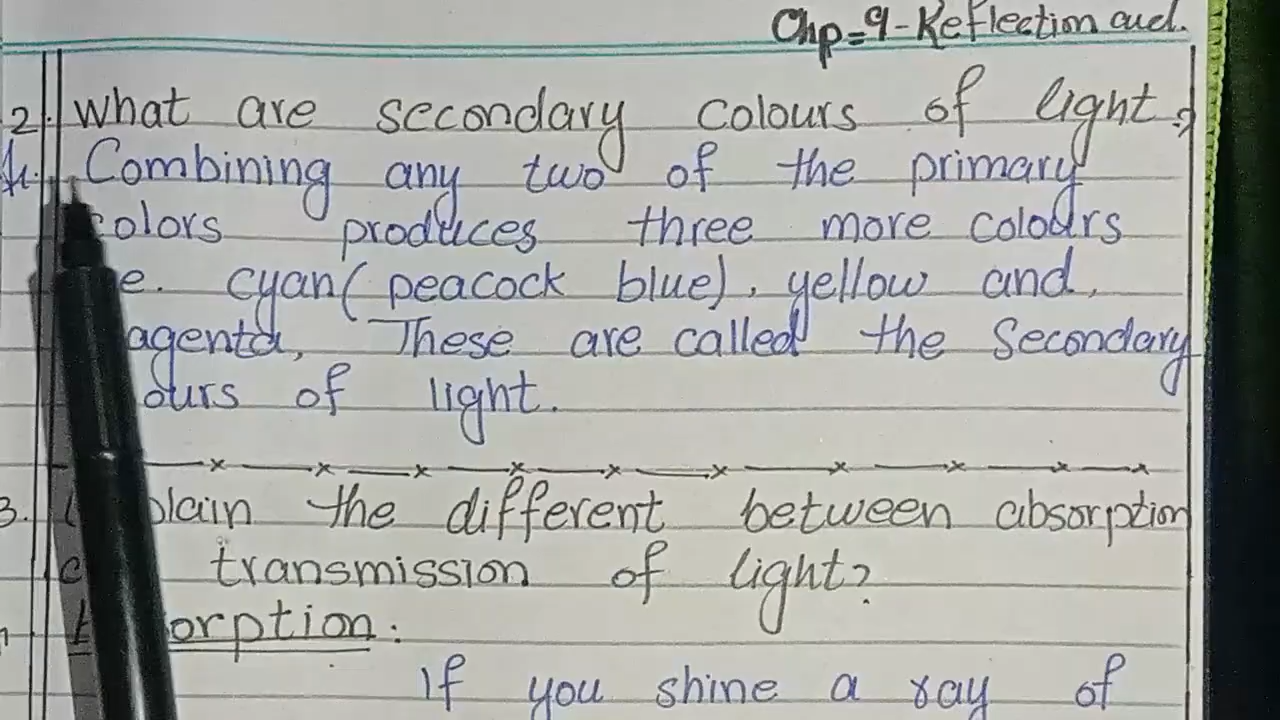 Chp=9-Reflection and.
2. What are secondary colours of light?
Combining any two of the primary
colors produces three more colours
e. cyan(peacock blue), yellow and,
agenta, These are called the Secondary
ours of light.
3. plain the different between absorption
transmission of light?
orption:
If you shine a ray of